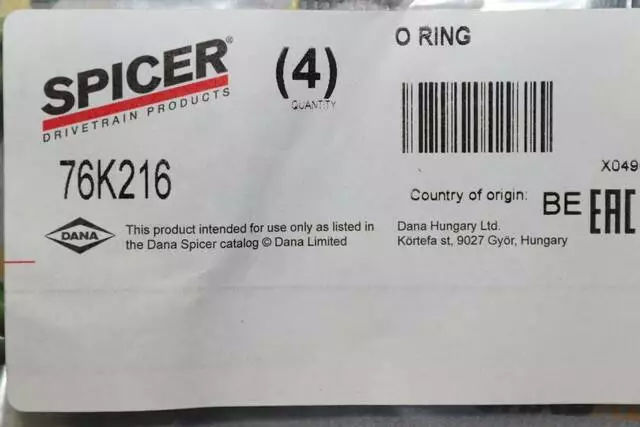 SPICER®
DRIVETRAIN PRODUCTS
(4)
QUANTITY
O RING
76K216
X049
Country of origin: BE
EAC
DANA
This product intended for use only as listed in
the Dana Spicer catalog © Dana Limited
Dana Hungary Ltd.
Körtefa st, 9027 Győr, Hungary